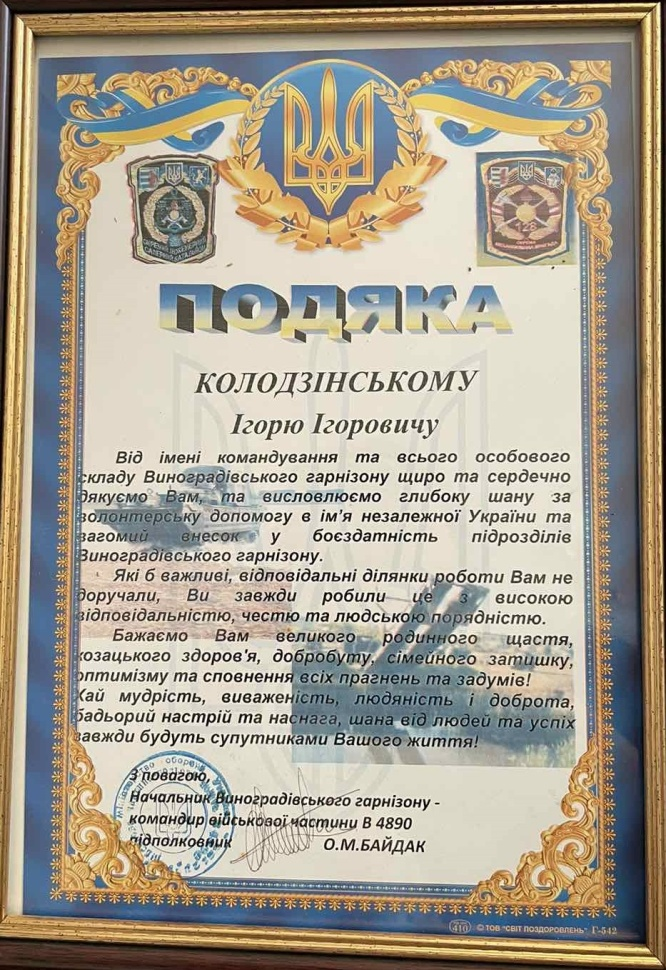 128
ПОДЯКА
КОЛОДЗІНСЬКОМУ
Ігорю Ігоровичу
Від імені командування та всього особового
складу Виноградівського гарнізону щиро та сердечно
дякуємо Вам, та висловлюємо глибоку шану за
волонтерську допомогу в ім’я незалежної України та
вагомий внесок у боєздатність підрозділів
Виноградівського гарнізону.
Які б важливі, відповідальні ділянки роботи Вам не
доручали, Ви завжди робили це з високою
відповідальністю, честю та людською порядністю.
Бажаємо Вам великого родинного щастя,
козацького здоров'я, добробуту, сімейного затишку,
оптимізму та сповнення всіх прагнень та задумів!
Хай мудрість, виваженість, людяність і доброта,
бадьорий настрій та наснага, шана від людей та успіх
завжди будуть супутниками Вашого життя!
З повагою,
Начальник Виноградівського гарнізону -
командир військової частини В 4890
підполковник О.М.БАЙДАК
410 © ТОВ "СВІТ ПОЗДОРОВЛЕНЬ" Г-542